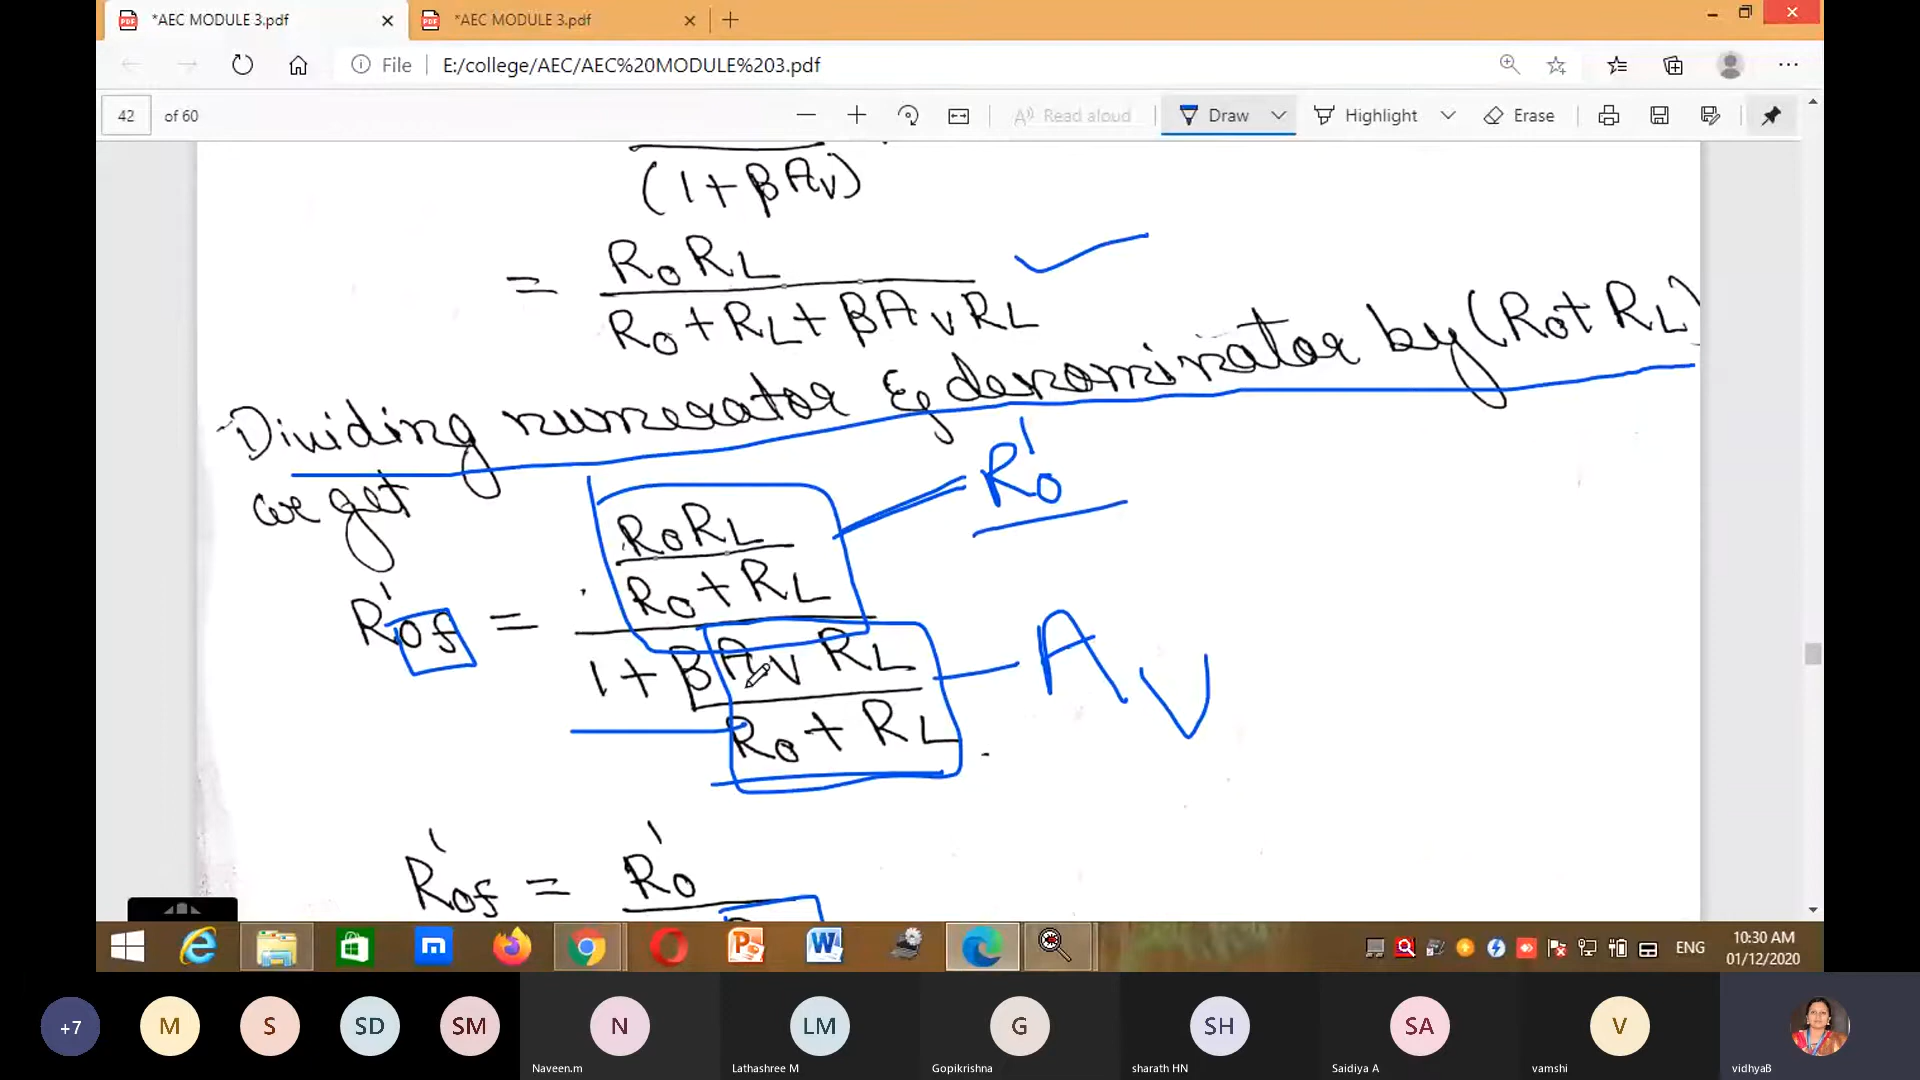 *AEC MODULE 3.pdf
*AEC MODULE 3.pdf
File E:/college/AEC/AEC%20MODULE%203.pdf
42 of 60
Read aloud Draw Highlight Erase
(1+βAv)
= RoRL
Ro+RL+βAvRL
Dividing numerator & denominator by (Ro+RL)
we get
R'o
RoRL
Ro+RL
R'of =
1+βAvRL
Ro+RL
Av
R'of = R'o
ENG
10:30 AM
01/12/2020
+7 M S SD SM N LM G SH SA V
Naveen.m Lathashree M Gopikrishna sharath HN Saidiya A vamshi vidhyaB